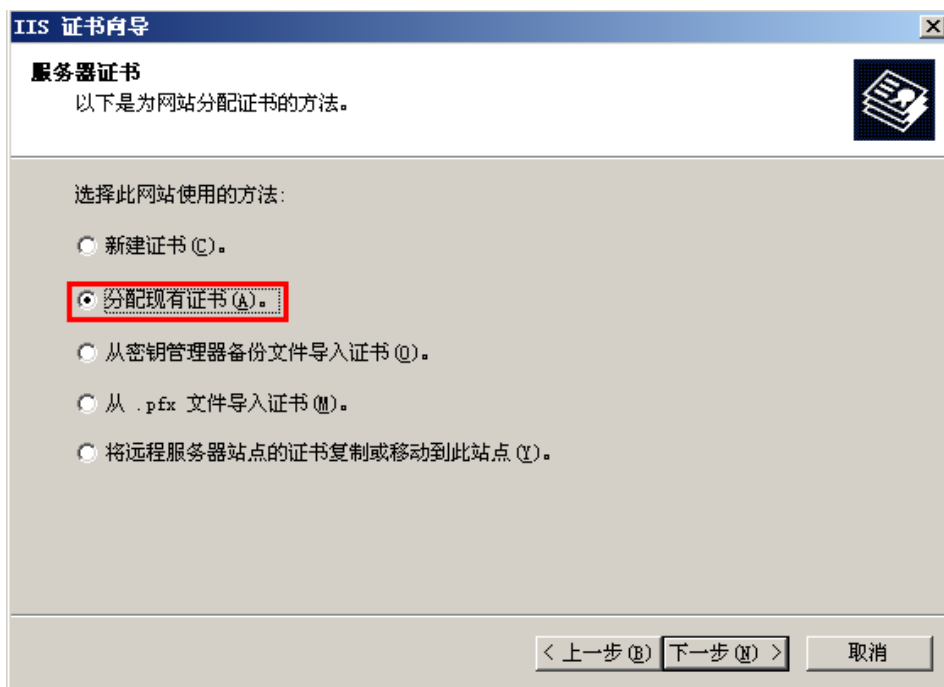 IIS 证书向导
服务器证书
以下是为网站分配证书的方法。
选择此网站使用的方法:
新建证书(C)。
分配现有证书(A)。
从密钥管理器备份文件导入证书(O)。
从 .pfx 文件导入证书(M)。
将远程服务器站点的证书复制或移动到此站点(Y)。
< 上一步(B) 下一步(N) > 取消